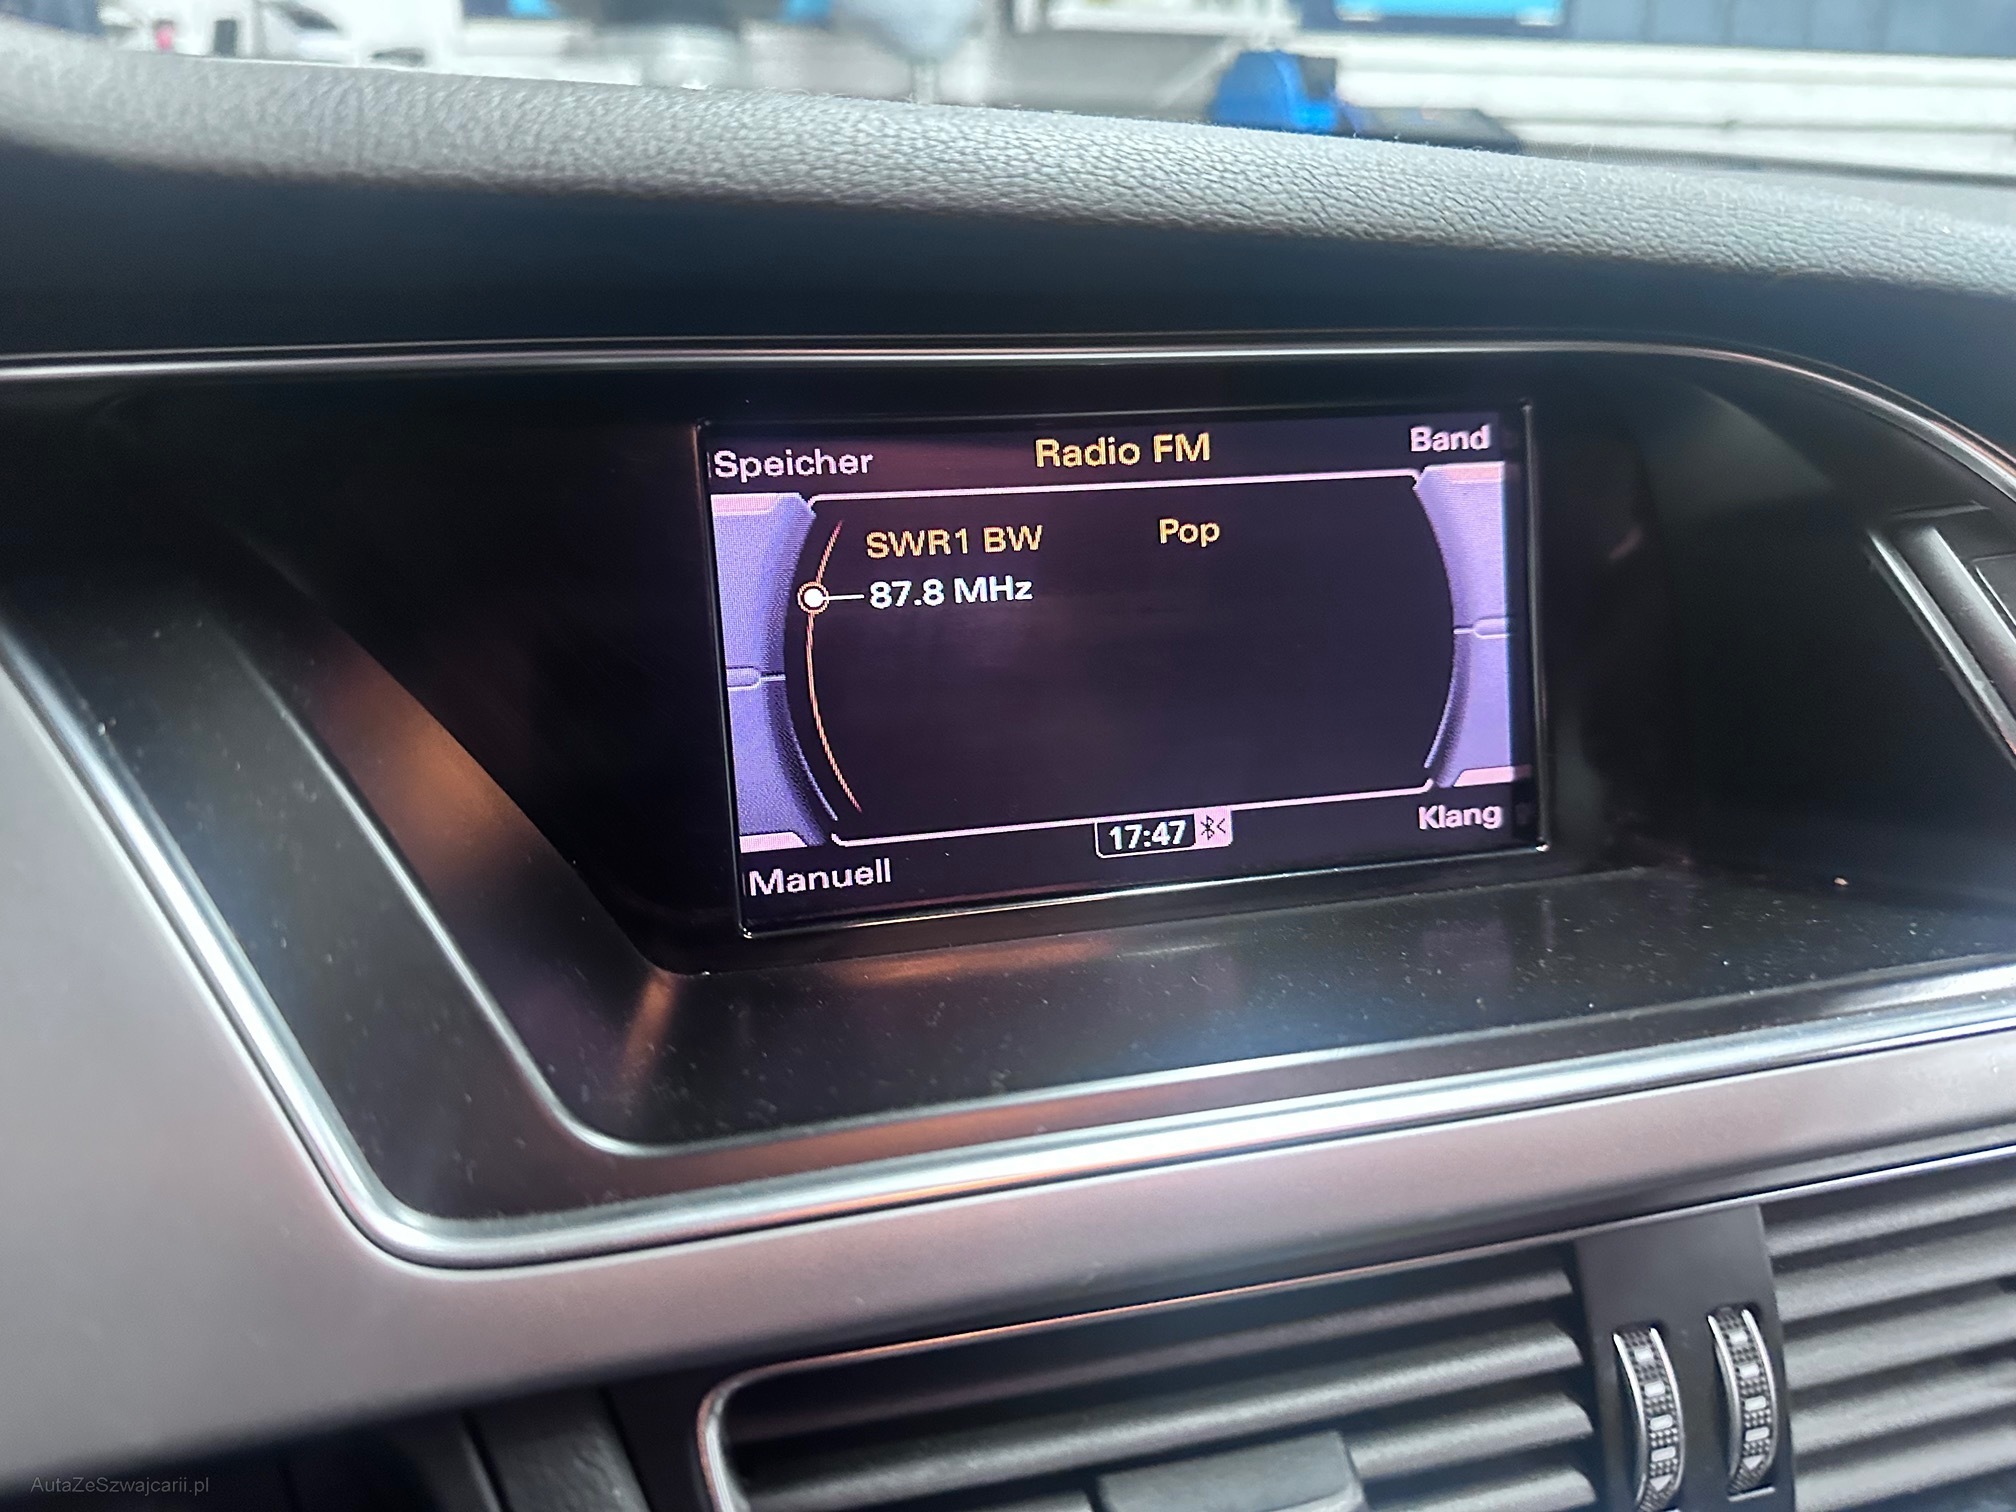 Speicher
Radio FM
Band
SWR1 BW
Pop
87.8 MHz
17:47
Klang
Manuell
AutaZeSzwajcarii.pl